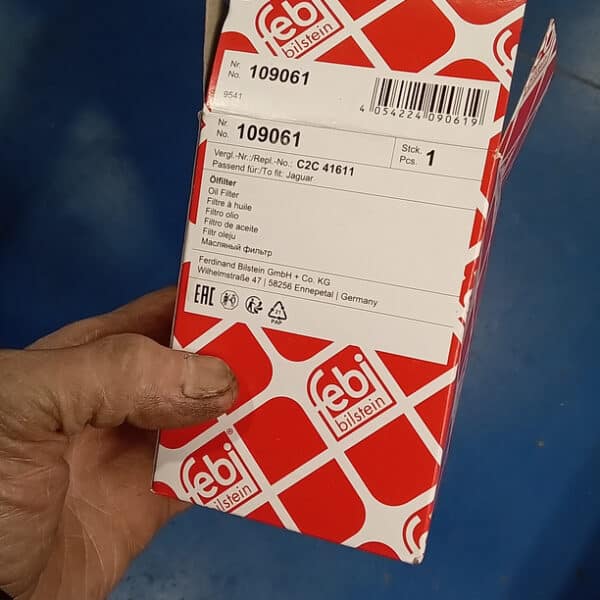 febi
bilstein
Nr.
No. 109061
9541
4 054224 090619
Nr.
No. 109061
Stck.
Pcs. 1
Vergl.-Nr.:/Repl.-No.: C2C 41611
Passend für:/To fit: Jaguar
Ölfilter
Oil Filter
Filtre à huile
Filtro olio
Filtro de aceite
Filtr oleju
Масляный фильтр
Ferdinand Bilstein GmbH + Co. KG
Wilhelmstraße 47 | 58256 Ennepetal | Germany
EAC
21
PAP
febi
bilstein
febi®
bilstein